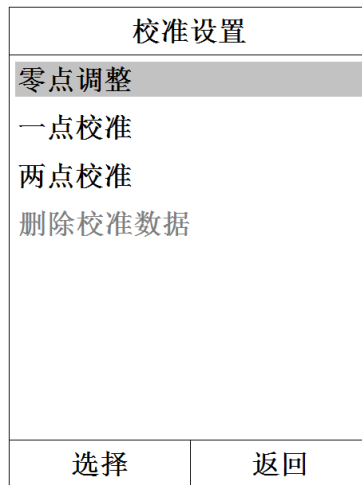 校准设置
零点调整
一点校准
两点校准
删除校准数据
选择 返回